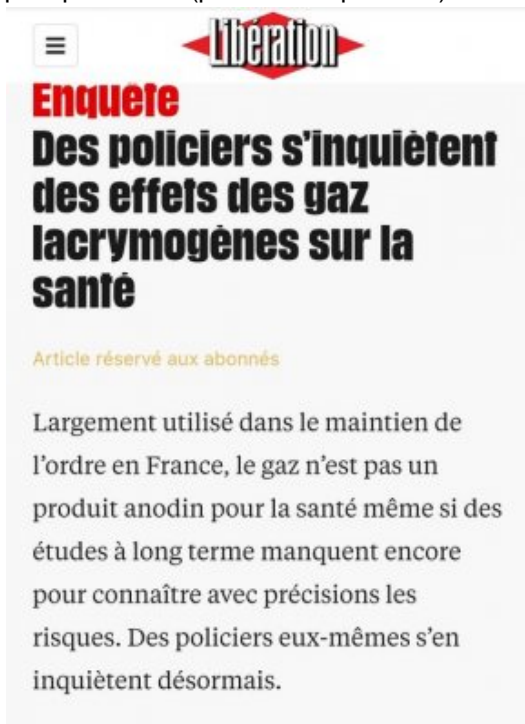 Libération
Enquête
Des policiers s'inquiètent
des effets des gaz
lacrymogènes sur la
santé
Article réservé aux abonnés
Largement utilisé dans le maintien de
l'ordre en France, le gaz n'est pas un
produit anodin pour la santé même si des
études à long terme manquent encore
pour connaître avec précisions les
risques. Des policiers eux-mêmes s'en
inquiètent désormais.